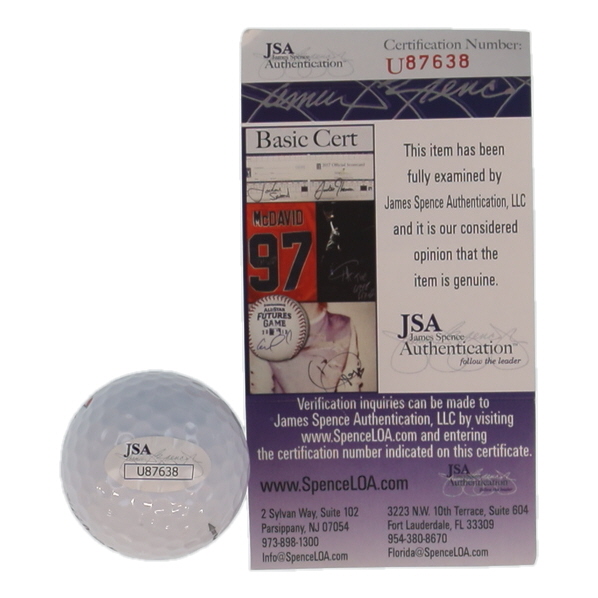 JSA
James Spence
Authentication
Certification Number:
U87638
James Spence
Basic Cert
McDAVID
97
ALL-STAR
FUTURES
GAME
This item has been
fully examined by
James Spence Authentication, LLC
and it is our considered
opinion that the
item is genuine.
JSA
James Spence
Authentication
follow the leader
Verification inquiries can be made to
James Spence Authentication, LLC by visiting
www.SpenceLOA.com and entering
the certification number indicated on this certificate.
www.SpenceLOA.com
JSA
Authentication
2 Sylvan Way, Suite 102
Parsippany, NJ 07054
973-898-1300
Info@SpenceLOA.com
3223 N.W. 10th Terrace, Suite 604
Fort Lauderdale, FL 33309
954-380-8670
Florida@SpenceLOA.com
JSA
U87638